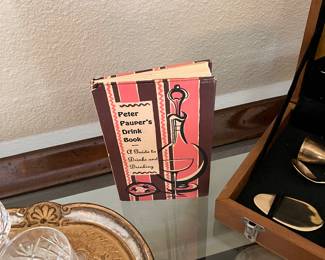 Peter
Pauper's
Drink
Book
A Guide to
Drinks and
Drinking